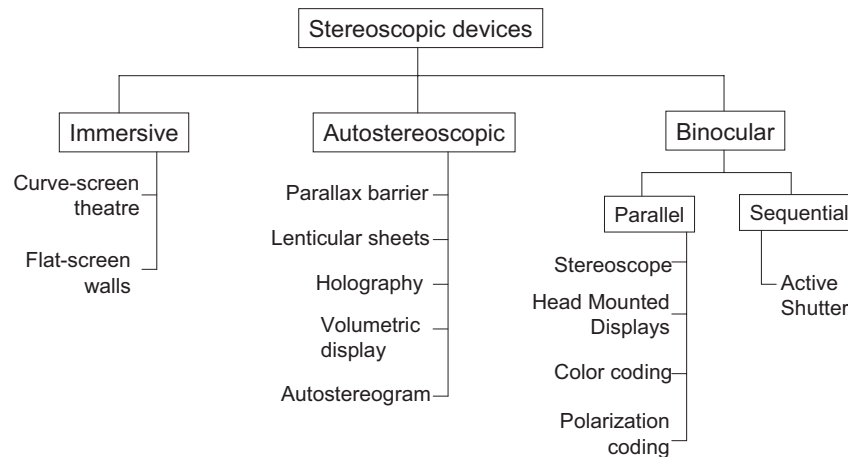 Stereoscopic devices
Immersive
Curve-screen
theatre
Flat-screen
walls
Autostereoscopic
Parallax barrier
Lenticular sheets
Holography
Volumetric
display
Autostereogram
Binocular
Parallel
Stereoscope
Head Mounted
Displays
Color coding
Polarization
coding
Sequential
Active
Shutter